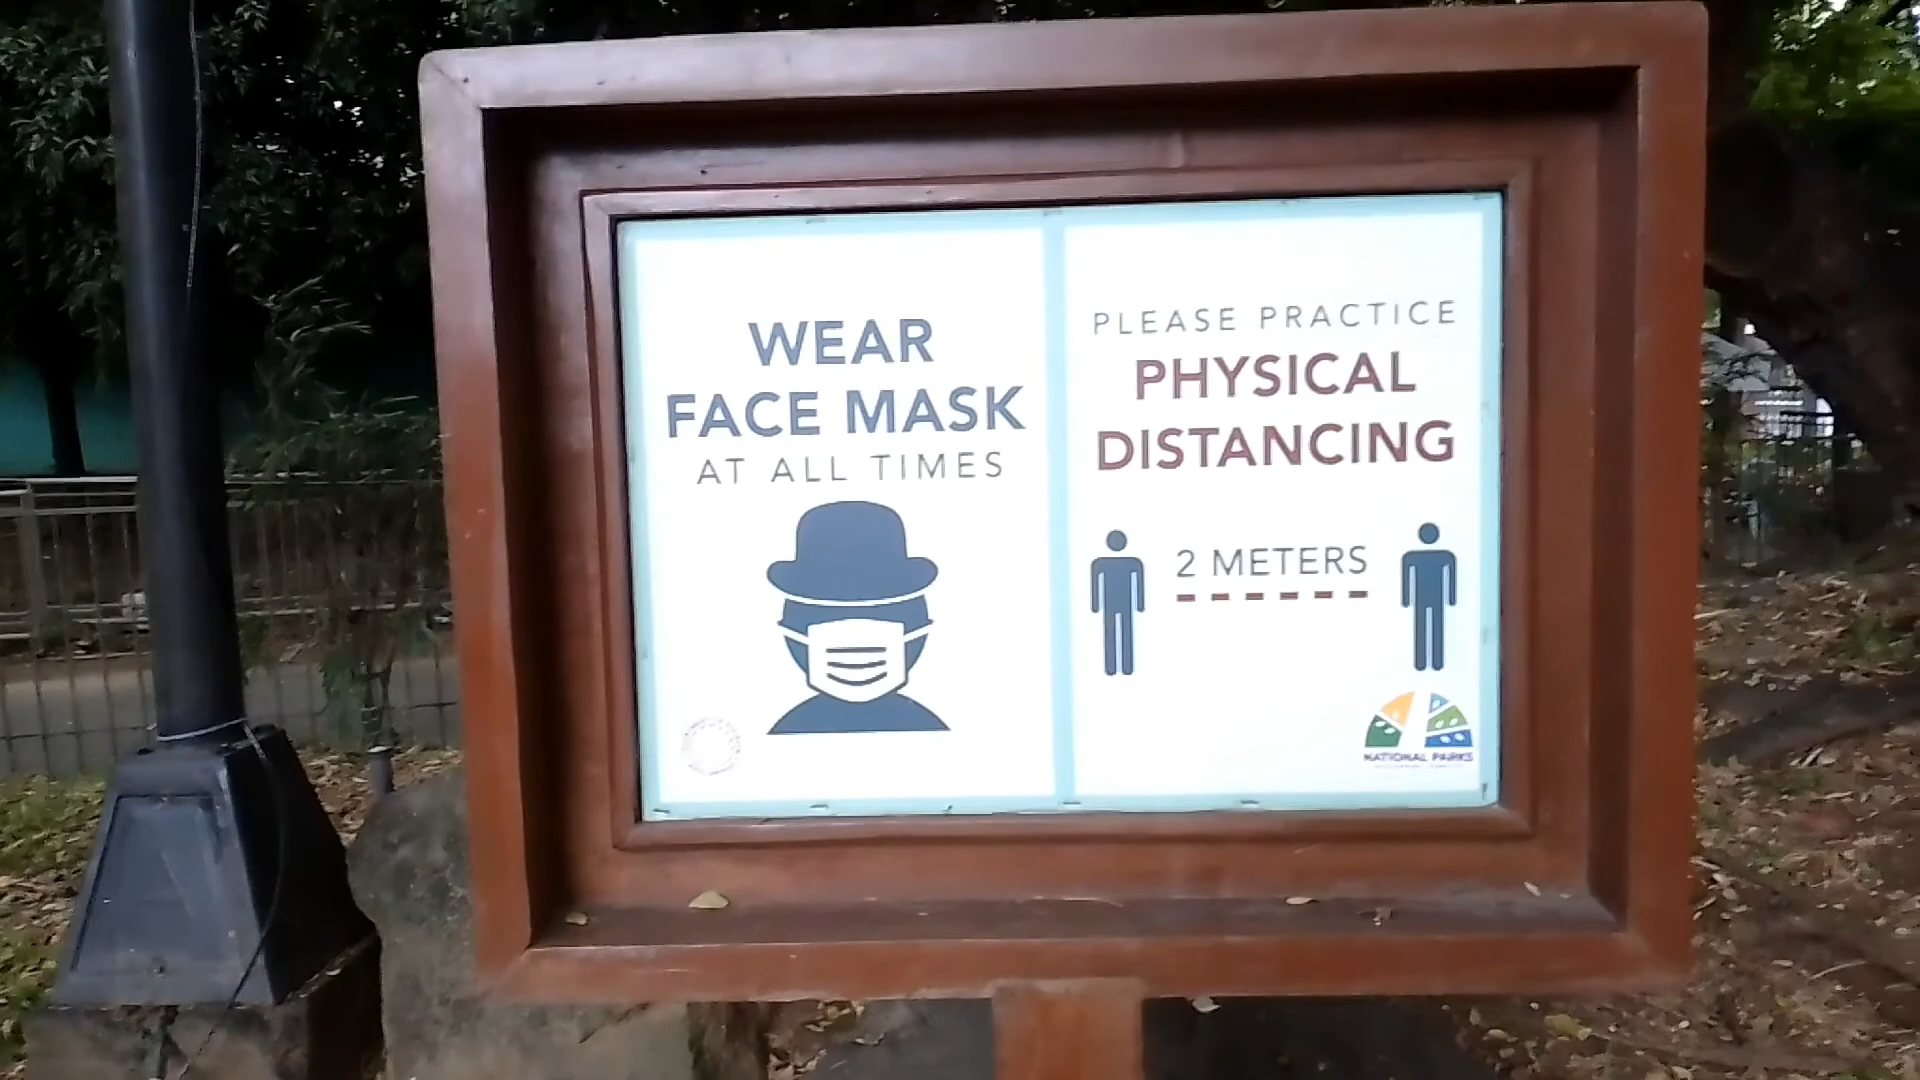 WEAR
FACE MASK
AT ALL TIMES
PLEASE PRACTICE
PHYSICAL
DISTANCING
2 METERS
NATIONAL PARKS